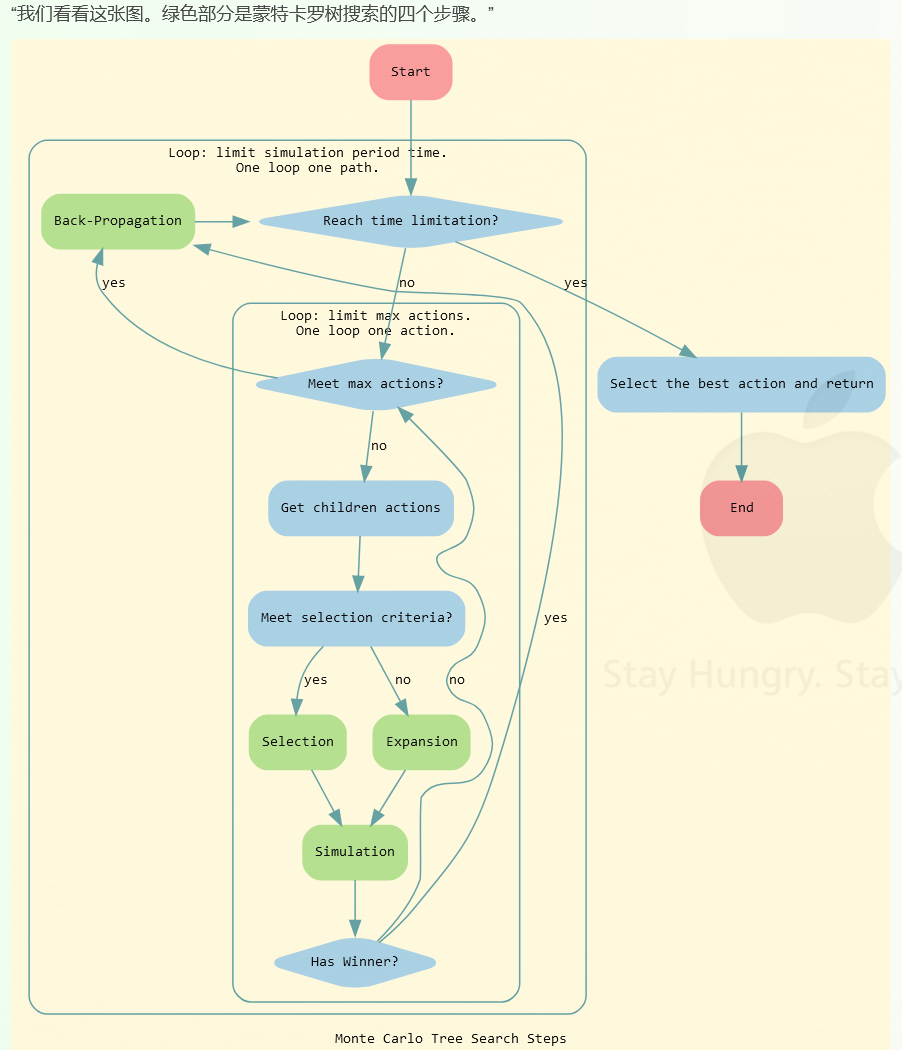 “我们看看这张图。绿色部分是蒙特卡罗树搜索的四个步骤。”
Start
Loop: limit simulation period time.
One loop one path.
Back-Propagation
Reach time limitation?
yes
no
yes
Loop: limit max actions.
One loop one action.
Meet max actions?
Select the best action and return
no
Get children actions
End
Meet selection criteria?
yes
yes
no
no
Stay Hungry. Stay
Selection
Expansion
Simulation
Has Winner?
Monte Carlo Tree Search Steps